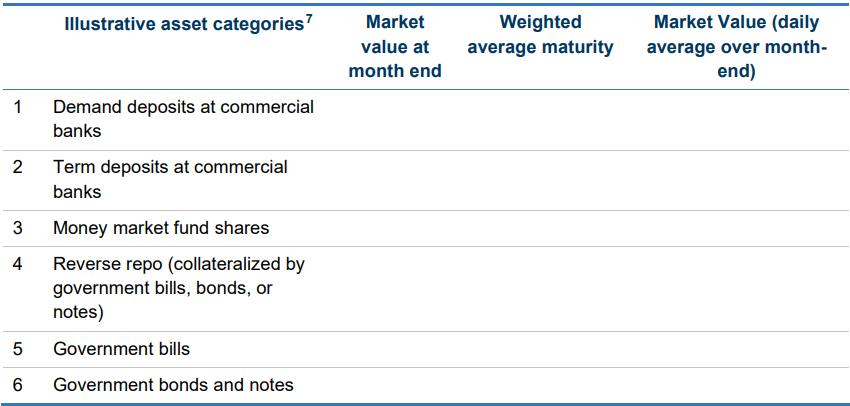 Illustrative asset categories7
Market value at month end
Weighted average maturity
Market Value (daily average over month-end)
1 Demand deposits at commercial
banks
2 Term deposits at commercial
banks
3 Money market fund shares
4 Reverse repo (collateralized by
government bills, bonds, or
notes)
5 Government bills
6 Government bonds and notes